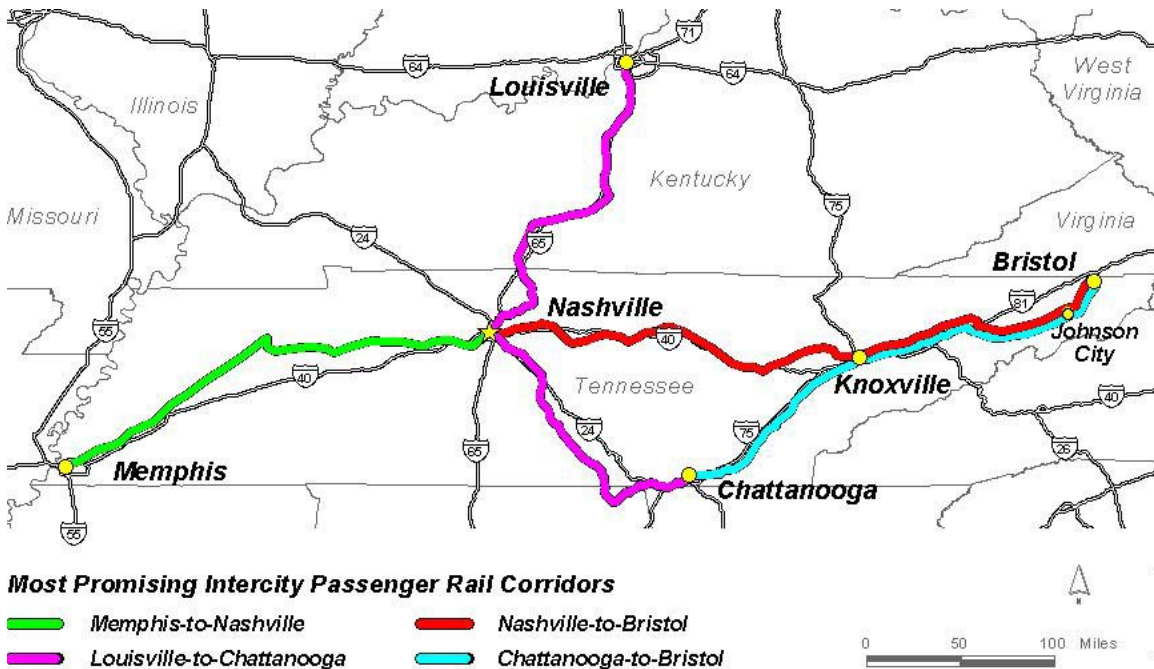 71
64
Louisville
64
West
Virginia
Illinois
Kentucky
Missouri
75
Virginia
24
65
Bristol
Nashville
81
55
40
Johnson
City
40
Tennessee
Knoxville
40
24
75
65
26
Memphis
Chattanooga
55
Most Promising Intercity Passenger Rail Corridors
N
Memphis-to-Nashville
Nashville-to-Bristol
0 50 100 Miles
Louisville-to-Chattanooga
Chattanooga-to-Bristol